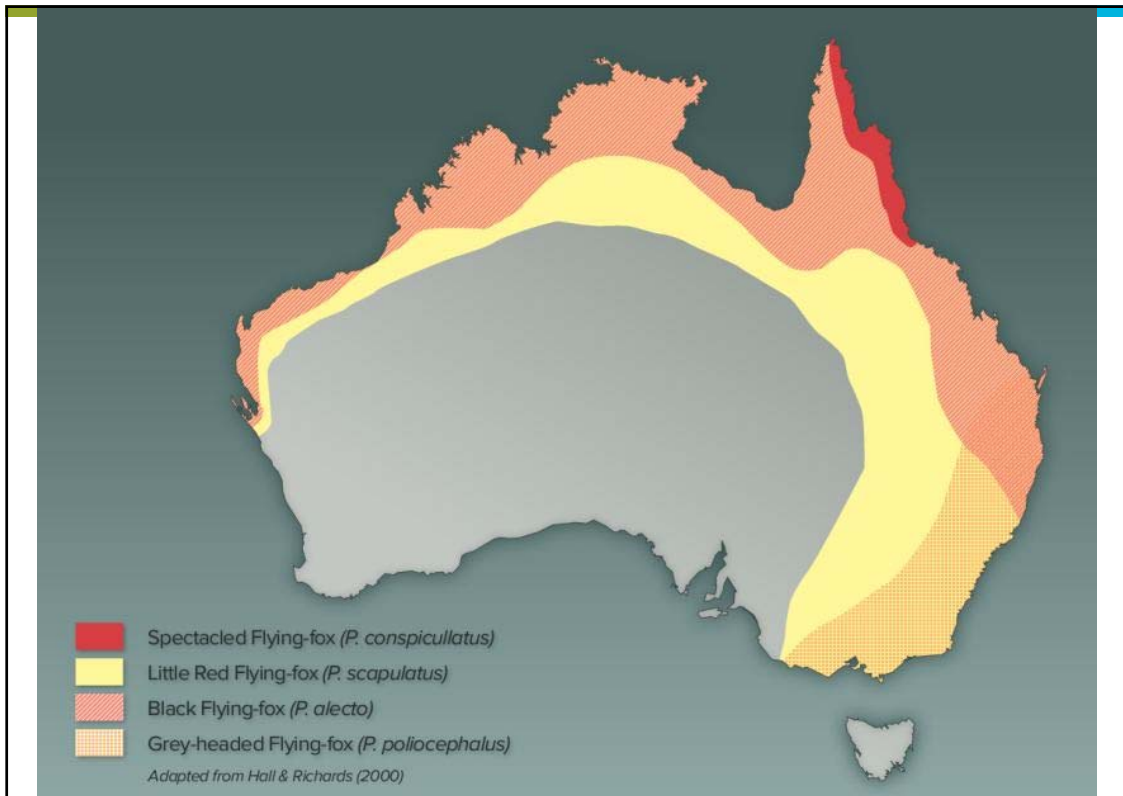 Spectacled Flying-fox (P. conspicullatus)
Little Red Flying-fox (P. scapulatus)
Black Flying-fox (P. alecto)
Grey-headed Flying-fox (P. poliocephalus)
Adapted from Hall & Richards (2000)